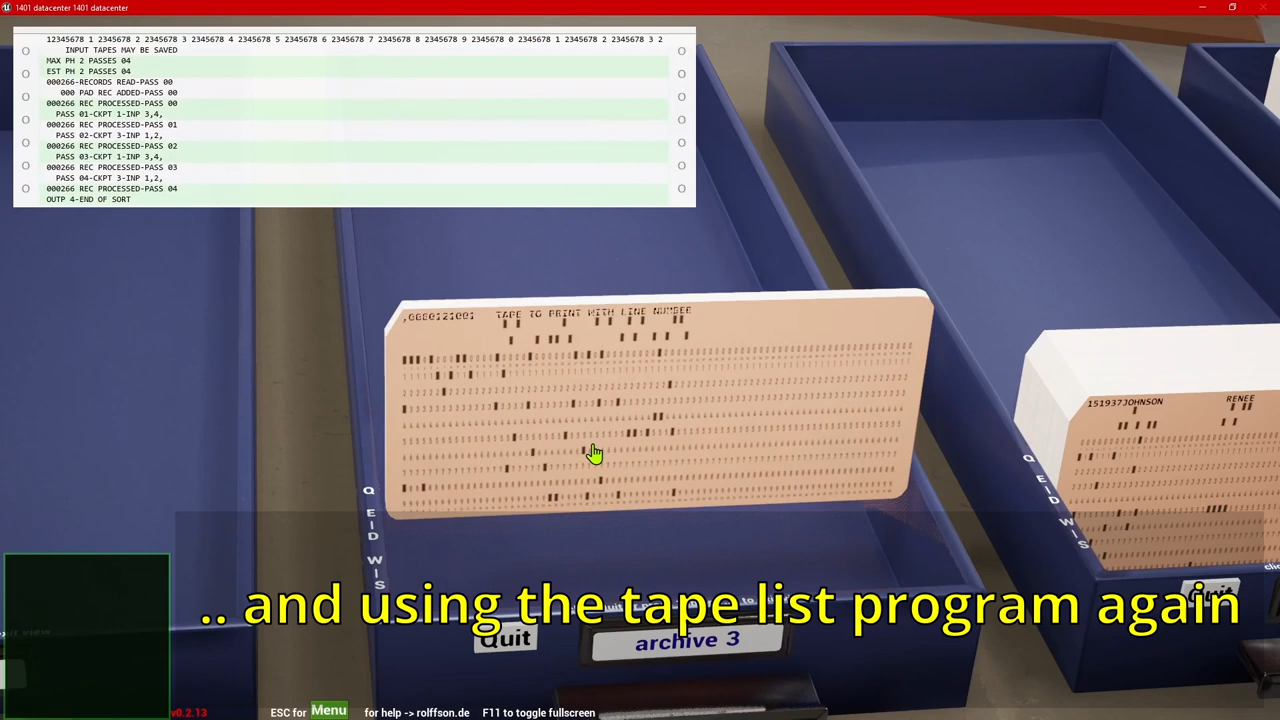 1401 datacenter 1401 datacenter
12345678 1 2345678 2 2345678 3 2345678 4 2345678 5 2345678 6 2345678 7 2345678 8 2345678 9 2345678 0 2345678 1 2345678 2 2345678 3 2
INPUT TAPES MAY BE SAVED
MAX PH 2 PASSES 04
EST PH 2 PASSES 04
000266-RECORDS READ-PASS 00
000 PAD REC ADDED-PASS 00
000266 REC PROCESSED-PASS 00
PASS 01-CKPT 1-INP 3,4,
000266 REC PROCESSED-PASS 01
PASS 02-CKPT 3-INP 1,2,
000266 REC PROCESSED-PASS 02
PASS 03-CKPT 1-INP 3,4,
000266 REC PROCESSED-PASS 03
PASS 04-CKPT 3-INP 1,2,
000266 REC PROCESSED-PASS 04
OUTP 4-END OF SORT
TAPE TO PRINT WITH LINE NUMBER
151937JOHNSON RENEE
.. and using the tape list program again
Quit
archive 3
Quit
v0.2.13
ESC for Menu for help -> rolffson.de F11 to toggle fullscreen